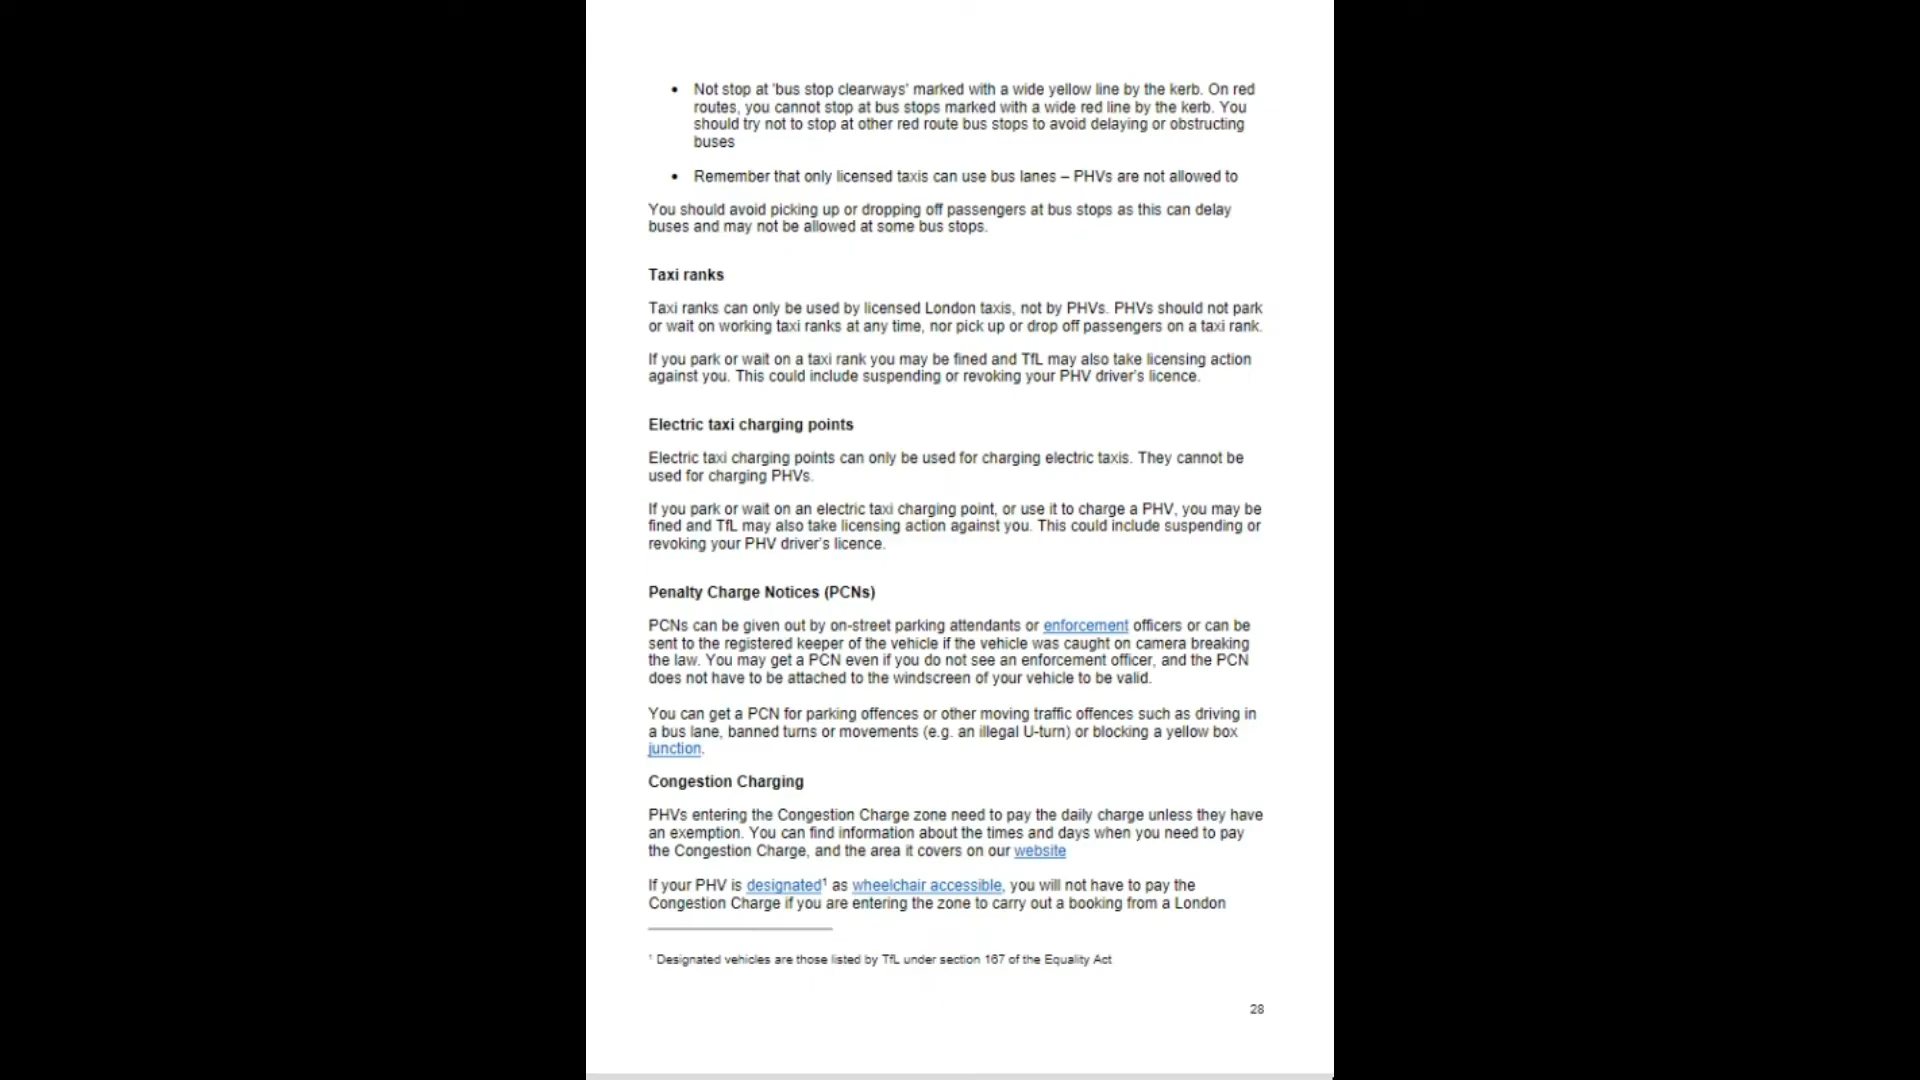 • Not stop at 'bus stop clearways' marked with a wide yellow line by the kerb. On red
routes, you cannot stop at bus stops marked with a wide red line by the kerb. You
should try not to stop at other red route bus stops to avoid delaying or obstructing
buses
• Remember that only licensed taxis can use bus lanes – PHVs are not allowed to
You should avoid picking up or dropping off passengers at bus stops as this can delay
buses and may not be allowed at some bus stops.
Taxi ranks
Taxi ranks can only be used by licensed London taxis, not by PHVs. PHVs should not park
or wait on working taxi ranks at any time, nor pick up or drop off passengers on a taxi rank.
If you park or wait on a taxi rank you may be fined and TfL may also take licensing action
against you. This could include suspending or revoking your PHV driver's licence.
Electric taxi charging points
Electric taxi charging points can only be used for charging electric taxis. They cannot be
used for charging PHVs.
If you park or wait on an electric taxi charging point, or use it to charge a PHV, you may be
fined and TfL may also take licensing action against you. This could include suspending or
revoking your PHV driver's licence.
Penalty Charge Notices (PCNs)
PCNs can be given out by on-street parking attendants or enforcement officers or can be
sent to the registered keeper of the vehicle if the vehicle was caught on camera breaking
the law. You may get a PCN even if you do not see an enforcement officer, and the PCN
does not have to be attached to the windscreen of your vehicle to be valid.
You can get a PCN for parking offences or other moving traffic offences such as driving in
a bus lane, banned turns or movements (e.g. an illegal U-turn) or blocking a yellow box
junction.
Congestion Charging
PHVs entering the Congestion Charge zone need to pay the daily charge unless they have
an exemption. You can find information about the times and days when you need to pay
the Congestion Charge, and the area it covers on our website
If your PHV is designated¹ as wheelchair accessible, you will not have to pay the
Congestion Charge if you are entering the zone to carry out a booking from a London
¹ Designated vehicles are those listed by TfL under section 167 of the Equality Act
28